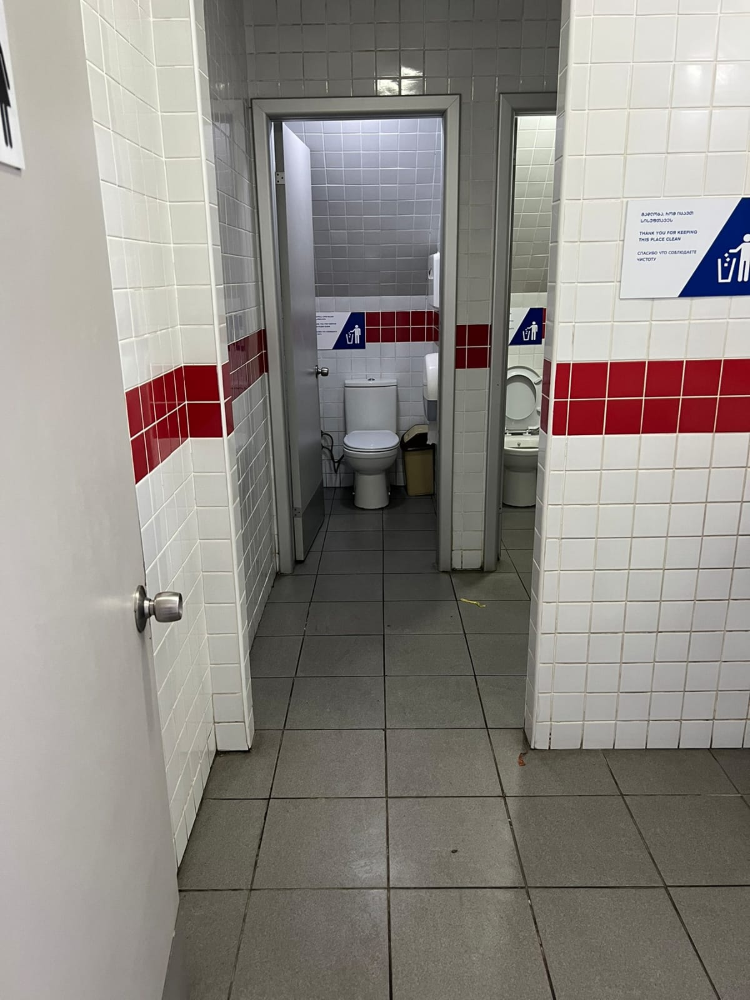 მადლობა, რომ იცავთ
სისუფთავეს
THANK YOU FOR KEEPING
THIS PLACE CLEAN
СПАСИБО ЧТО СОБЛЮДАЕТЕ
ЧИСТОТУ